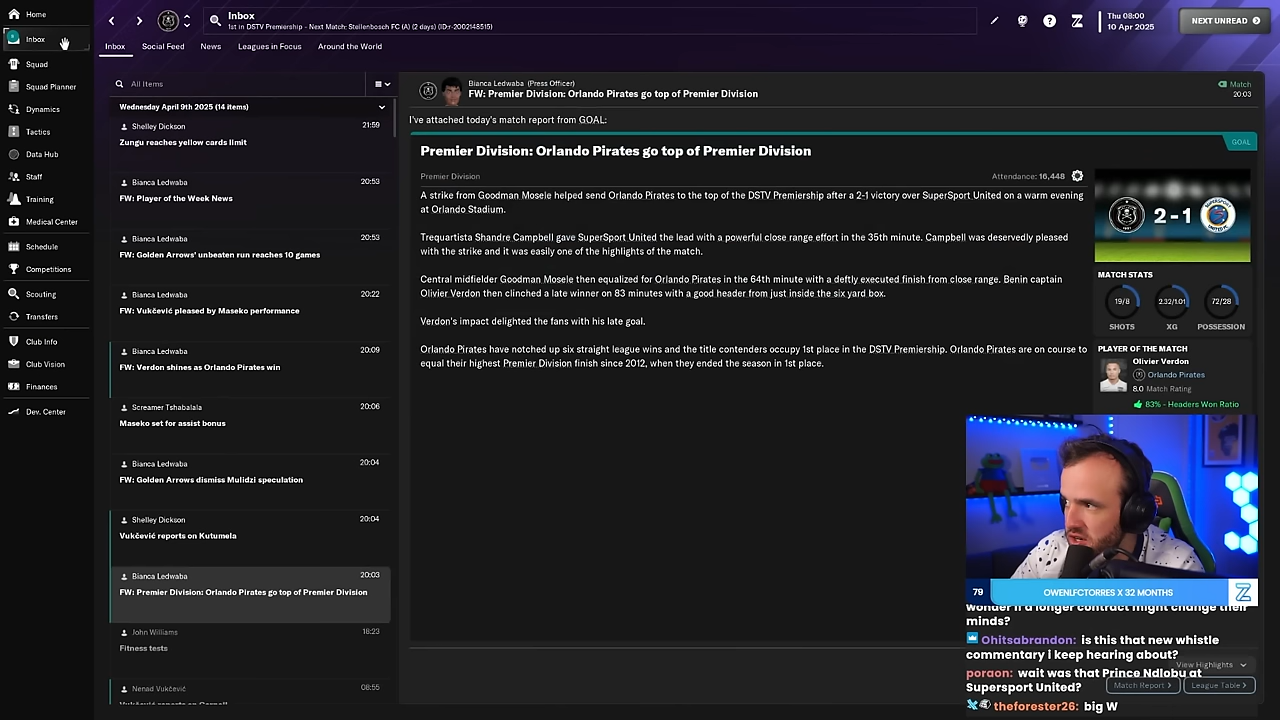 Home
Inbox
Squad
Squad Planner
Dynamics
Tactics
Data Hub
Staff
Training
Medical Center
Schedule
Competitions
Scouting
Transfers
Club Info
Club Vision
Finances
Dev. Center
Inbox
1st in DSTV Premiership - Next Match: Stellenbosch FC (A) (2 days) (ID:r-2002148515)
Thu 08:00
10 Apr 2025
NEXT UNREAD
Inbox
Social Feed
News
Leagues in Focus
Around the World
All Items
Wednesday April 9th 2025 (14 items)
Shelley Dickson 21:59
Zungu reaches yellow cards limit
Bianca Ledwaba 20:53
FW: Player of the Week News
Bianca Ledwaba 20:53
FW: Golden Arrows' unbeaten run reaches 10 games
Bianca Ledwaba 20:22
FW: Vukčević pleased by Maseko performance
Bianca Ledwaba 20:09
FW: Verdon shines as Orlando Pirates win
Screamer Tshabalala 20:06
Maseko set for assist bonus
Bianca Ledwaba 20:04
FW: Golden Arrows dismiss Mulidzi speculation
Shelley Dickson 20:04
Vukčević reports on Kutumela
Bianca Ledwaba 20:03
FW: Premier Division: Orlando Pirates go top of Premier Division
John Williams 18:23
Fitness tests
Nenad Vukčević 08:55
Bianca Ledwaba (Press Officer)
FW: Premier Division: Orlando Pirates go top of Premier Division
Match
20:03
I've attached today's match report from GOAL:
GOAL
Premier Division: Orlando Pirates go top of Premier Division
Premier Division
Attendance: 16,448
A strike from Goodman Mosele helped send Orlando Pirates to the top of the DSTV Premiership after a 2-1 victory over SuperSport United on a warm evening
at Orlando Stadium.
Trequartista Shandre Campbell gave SuperSport United the lead with a powerful close range effort in the 35th minute. Campbell was deservedly pleased
with the strike and it was easily one of the highlights of the match.
Central midfielder Goodman Mosele then equalized for Orlando Pirates in the 64th minute with a deftly executed finish from close range. Benin captain
Olivier Verdon then clinched a late winner on 83 minutes with a good header from just inside the six yard box.
Verdon's impact delighted the fans with his late goal.
Orlando Pirates have notched up six straight league wins and the title contenders occupy 1st place in the DSTV Premiership. Orlando Pirates are on course to
equal their highest Premier Division finish since 2012, when they ended the season in 1st place.
2 - 1
MATCH STATS
19/8
2.32/1.01
72/28
SHOTS
XG
POSSESSION
PLAYER OF THE MATCH
Olivier Verdon
Orlando Pirates
8.0 Match Rating
83% - Headers Won Ratio
79
OWENLFCTORRES X 32 MONTHS
Z
wonder if a longer contract might change their
minds?
Ohitsabrandon: is this that new whistle
commentary i keep hearing about?
poraon: wait was that Prince Ndlobu at
Supersport United?
theforester26: big W
View Highlights
Match Report
League Table